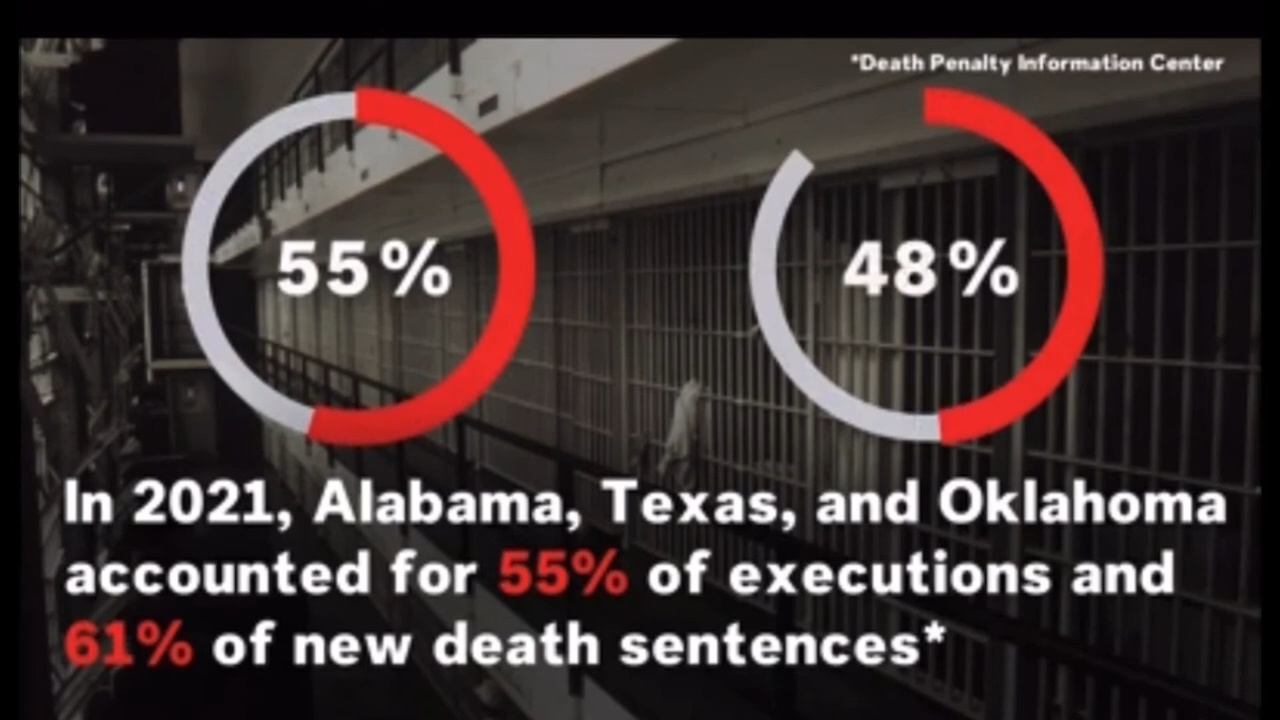 *Death Penalty Information Center
55%
48%
In 2021, Alabama, Texas, and Oklahoma
accounted for 55% of executions and
61% of new death sentences*